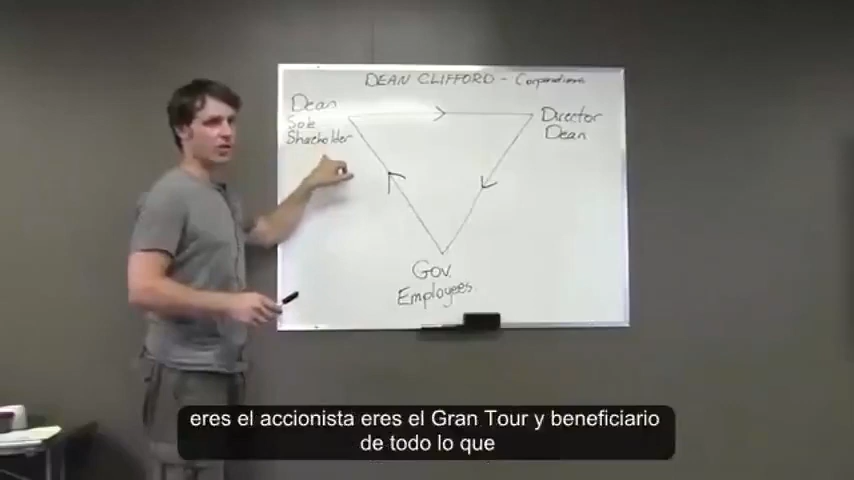 DEAN CLIFFORD - Corporations
Dean
Sole
Shareholder
Director
Dean
Gov.
Employees.
eres el accionista eres el Gran Tour y beneficiario
de todo lo que